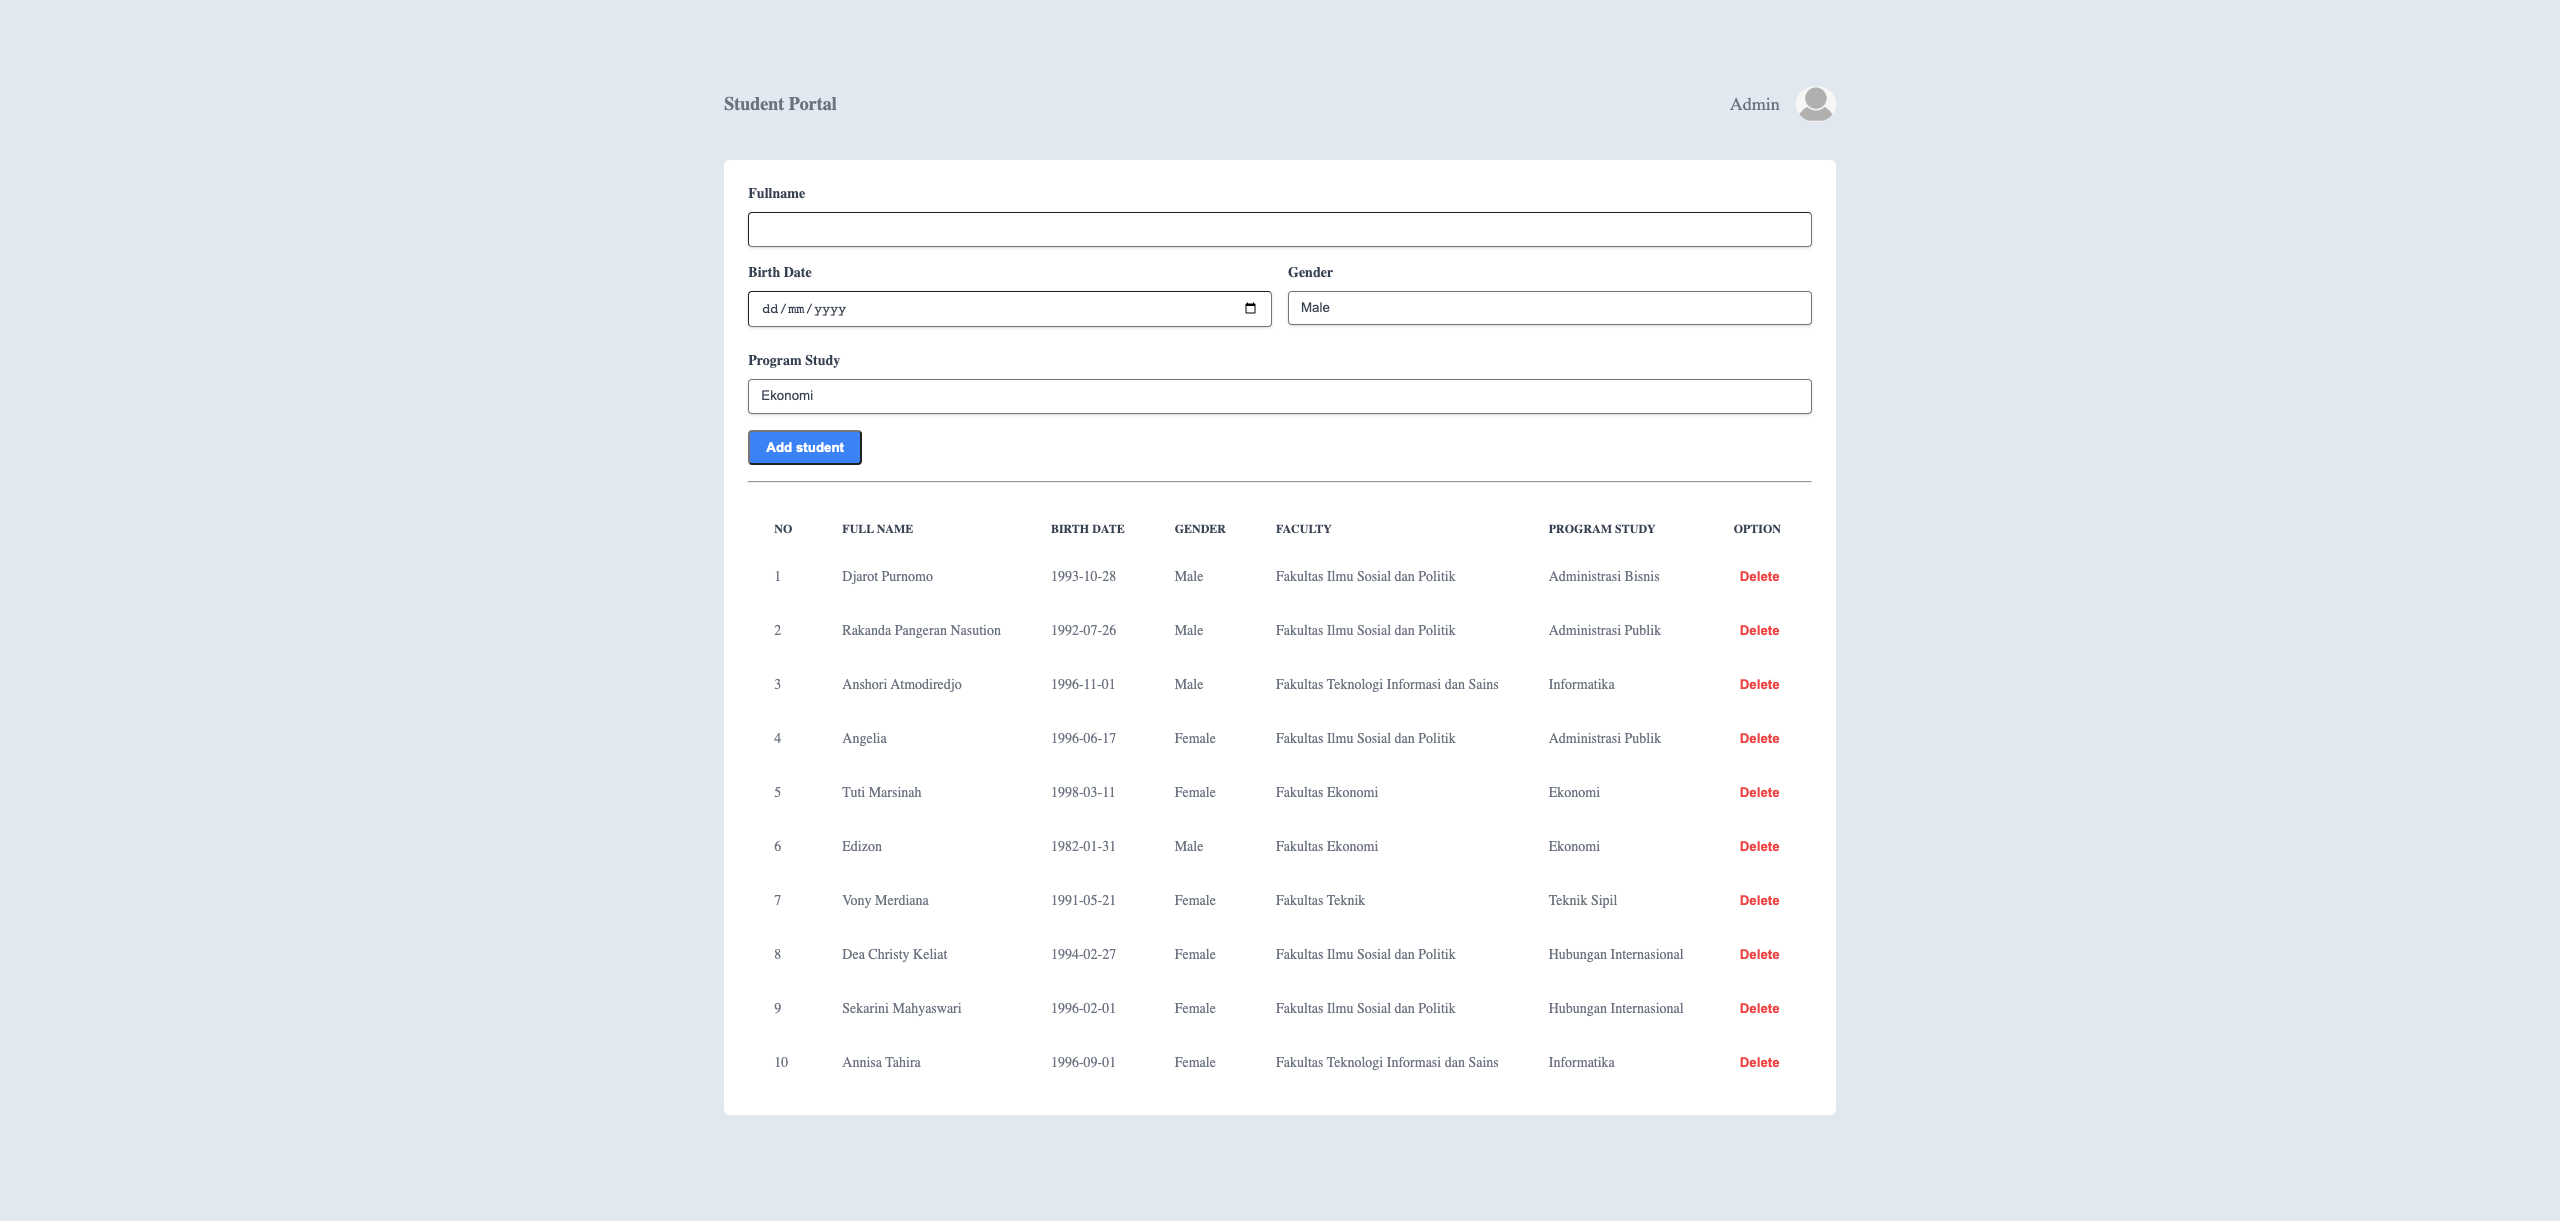 Student Portal
Admin
Fullname
Birth Date
Gender
dd/mm/yyyy
Male
Program Study
Ekonomi
Add student
NO FULL NAME BIRTH DATE GENDER FACULTY PROGRAM STUDY OPTION
1 Djarot Purnomo 1993-10-28 Male Fakultas Ilmu Sosial dan Politik Administrasi Bisnis Delete
2 Rakanda Pangeran Nasution 1992-07-26 Male Fakultas Ilmu Sosial dan Politik Administrasi Publik Delete
3 Anshori Atmodiredjo 1996-11-01 Male Fakultas Teknologi Informasi dan Sains Informatika Delete
4 Angelia 1996-06-17 Female Fakultas Ilmu Sosial dan Politik Administrasi Publik Delete
5 Tuti Marsinah 1998-03-11 Female Fakultas Ekonomi Ekonomi Delete
6 Edizon 1982-01-31 Male Fakultas Ekonomi Ekonomi Delete
7 Vony Merdiana 1991-05-21 Female Fakultas Teknik Teknik Sipil Delete
8 Dea Christy Keliat 1994-02-27 Female Fakultas Ilmu Sosial dan Politik Hubungan Internasional Delete
9 Sekarini Mahyaswari 1996-02-01 Female Fakultas Ilmu Sosial dan Politik Hubungan Internasional Delete
10 Annisa Tahira 1996-09-01 Female Fakultas Teknologi Informasi dan Sains Informatika Delete